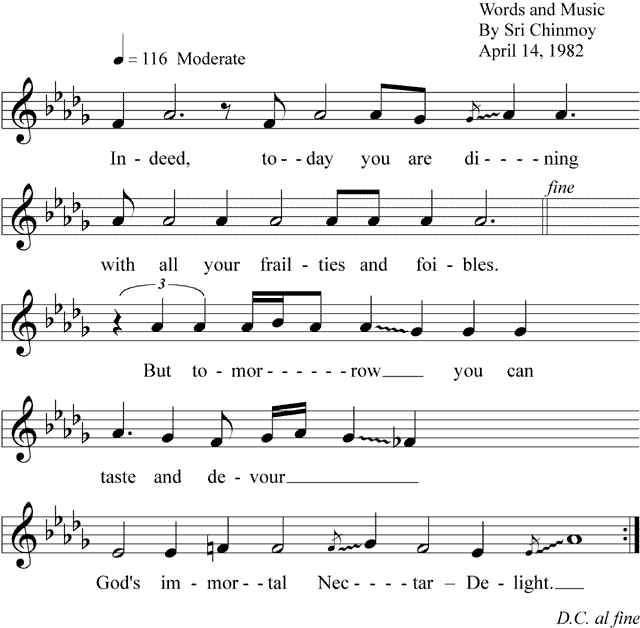 Words and Music
By Sri Chinmoy
April 14, 1982
= 116 Moderate
In- deed, to--day you are di----ning
fine
with all your frail-ties and foi-bles.
3
But to-mor------row____ you can
taste and de-vour______________
God's im-mor--tal Nec----tar – De-light.___
D.C. al fine